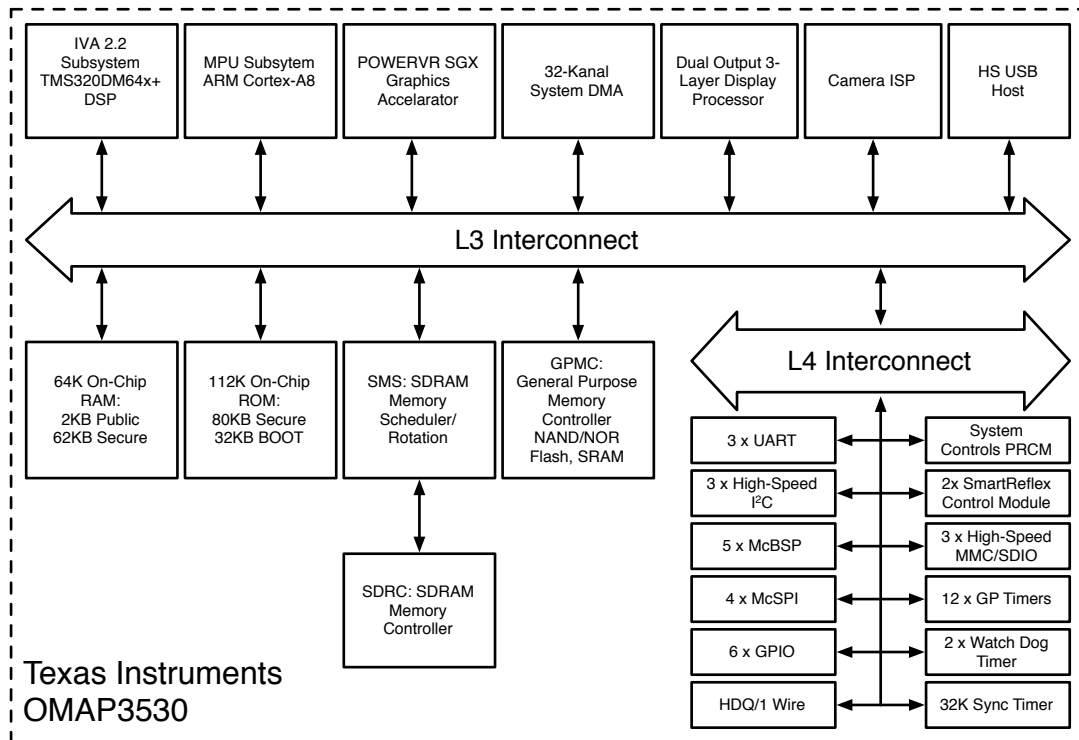 IVA 2.2
Subsystem
TMS320DM64x+
DSP
MPU Subsytem
ARM Cortex-A8
POWERVR SGX
Graphics
Accelarator
32-Kanal
System DMA
Dual Output 3-
Layer Display
Processor
Camera ISP
HS USB
Host
L3 Interconnect
64K On-Chip
RAM:
2KB Public
62KB Secure
112K On-Chip
ROM:
80KB Secure
32KB BOOT
SMS: SDRAM
Memory
Scheduler/
Rotation
GPMC:
General Purpose
Memory
Controller
NAND/NOR
Flash, SRAM
L4 Interconnect
3 x UART
System
Controls PRCM
3 x High-Speed
I²C
2x SmartReflex
Control Module
5 x McBSP
3 x High-Speed
MMC/SDIO
SDRC: SDRAM
Memory
Controller
4 x McSPI
12 x GP Timers
6 x GPIO
2 x Watch Dog
Timer
HDQ/1 Wire
32K Sync Timer
Texas Instruments
OMAP3530